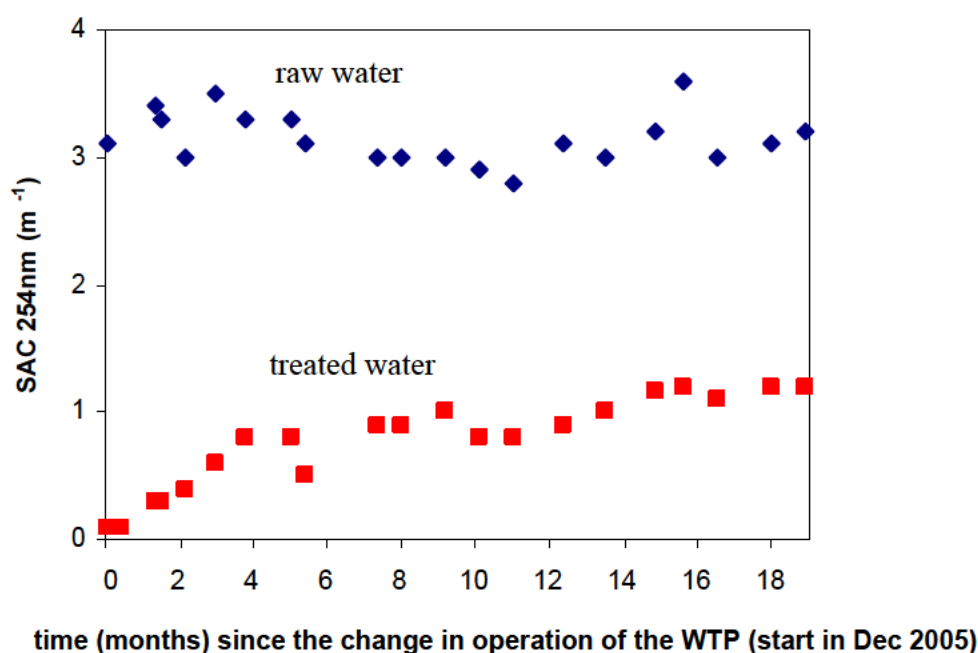 4
raw water
3
SAC 254nm (m -1)
2
treated water
1
0
0 2 4 6 8 10 12 14 16 18
time (months) since the change in operation of the WTP (start in Dec 2005)